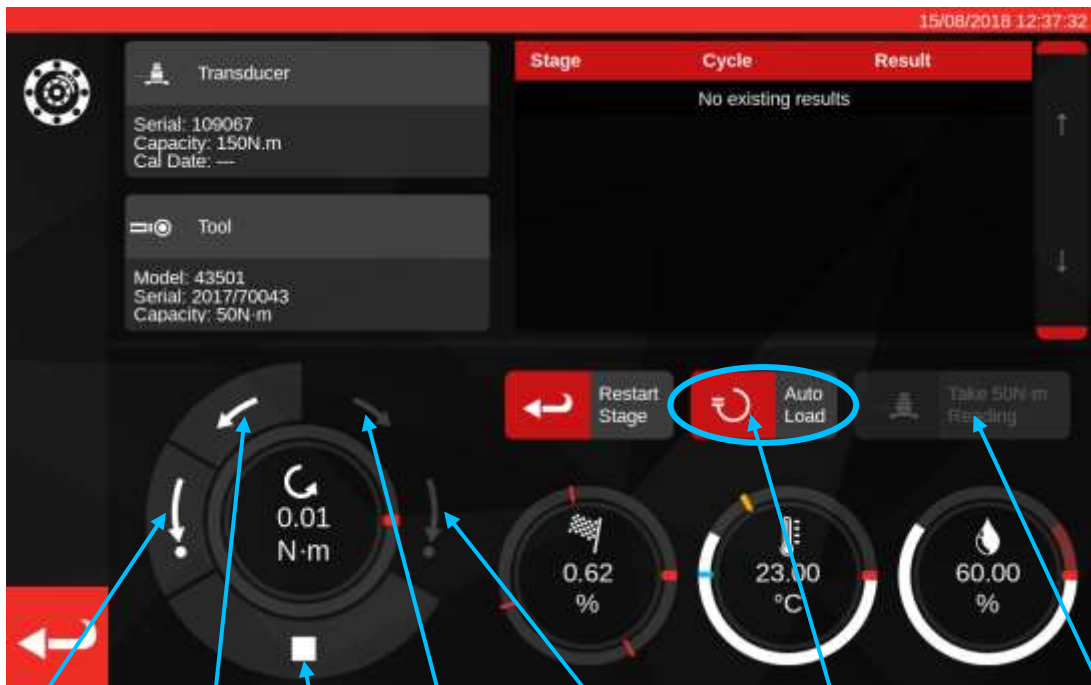 15/08/2018 12:37:32
Transducer
Serial: 109067
Capacity: 150N.m
Cal Date: ---
Tool
Model: 43501
Serial: 2017/70043
Capacity: 50N·m
Stage Cycle Result
No existing results
Restart
Stage
Auto
Load
Take 50N·m
Reading
0.01
N·m
0.62
%
23.00
°C
60.00
%